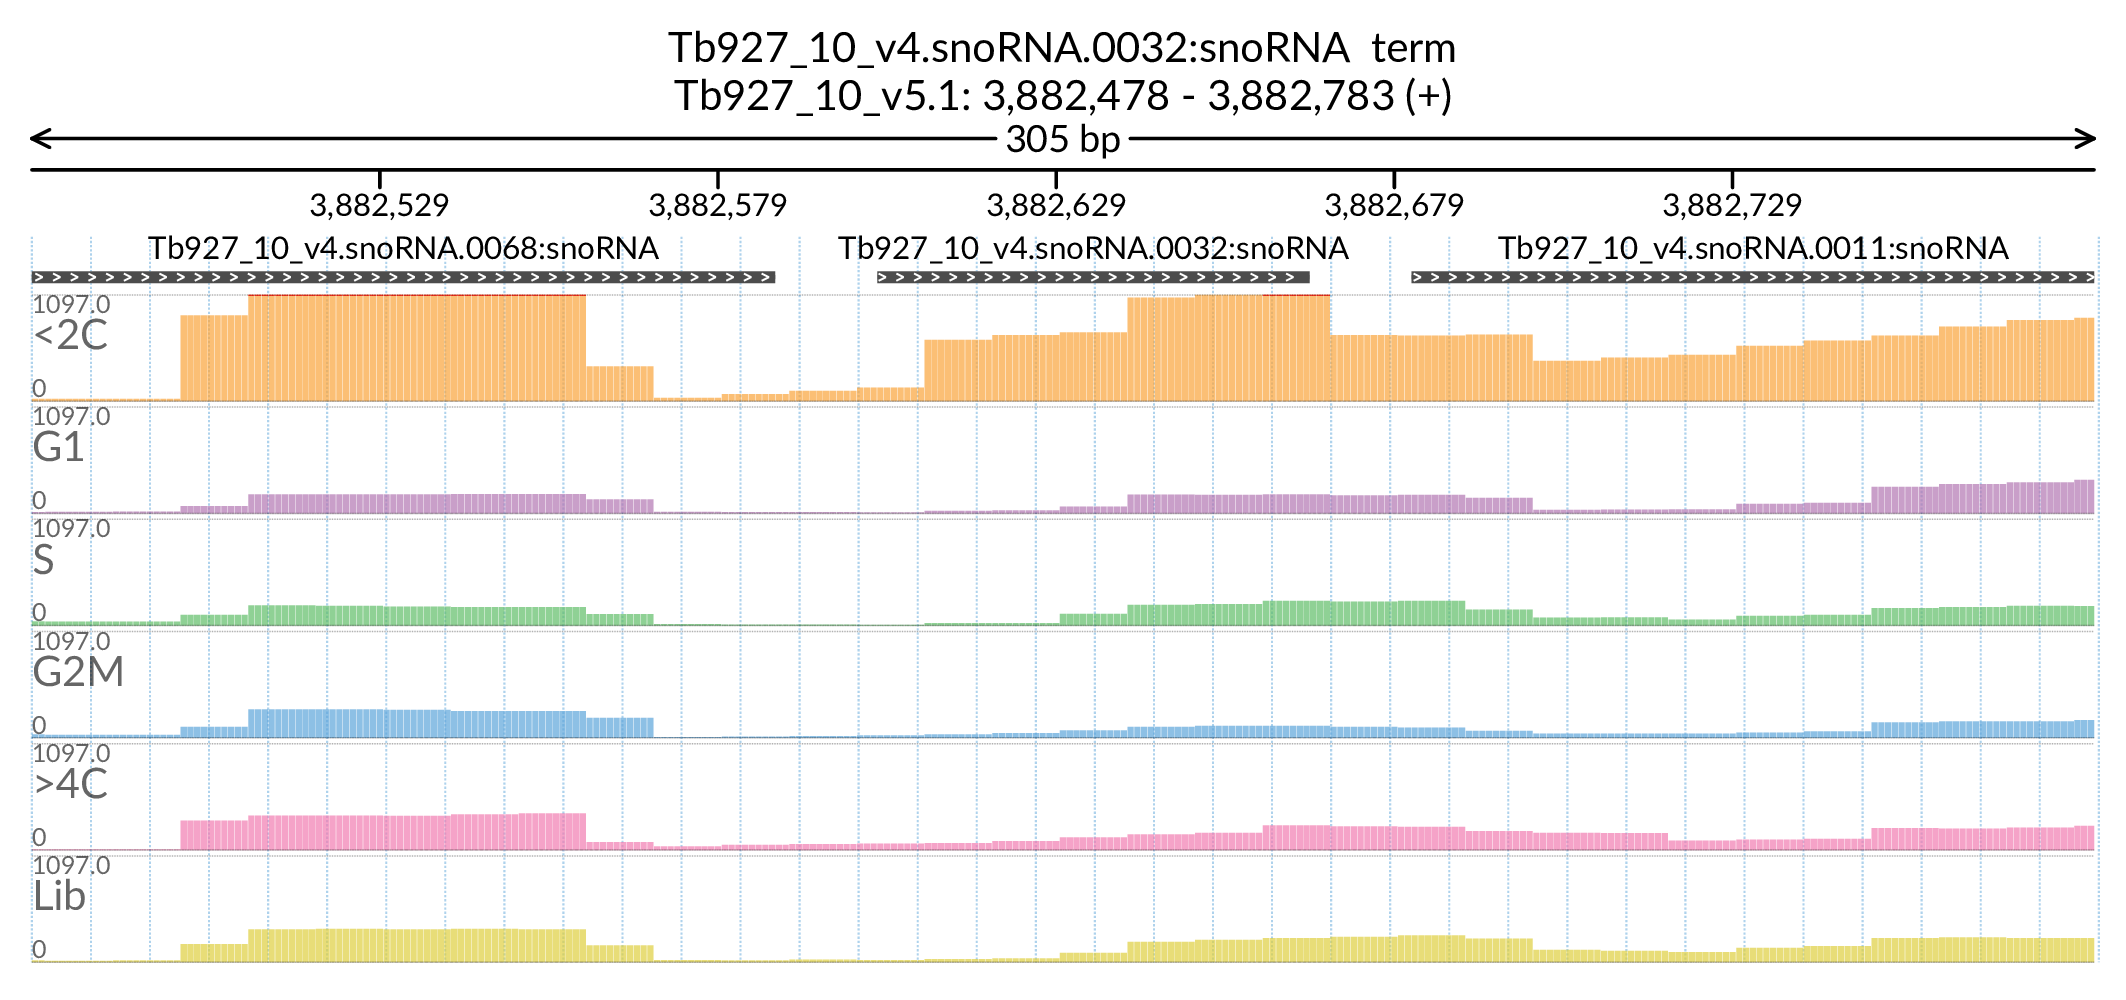 Tb927_10_v4.snoRNA.0032:snoRNA term
Tb927_10_v5.1: 3,882,478 - 3,882,783 (+)
305 bp
3,882,529 3,882,579 3,882,629 3,882,679 3,882,729
Tb927_10_v4.snoRNA.0068:snoRNA Tb927_10_v4.snoRNA.0032:snoRNA Tb927_10_v4.snoRNA.0011:snoRNA
1097.0
<2C
0
1097.0
G1
0
1097.0
S
0
1097.0
G2M
0
1097.0
>4C
0
1097.0
Lib
0